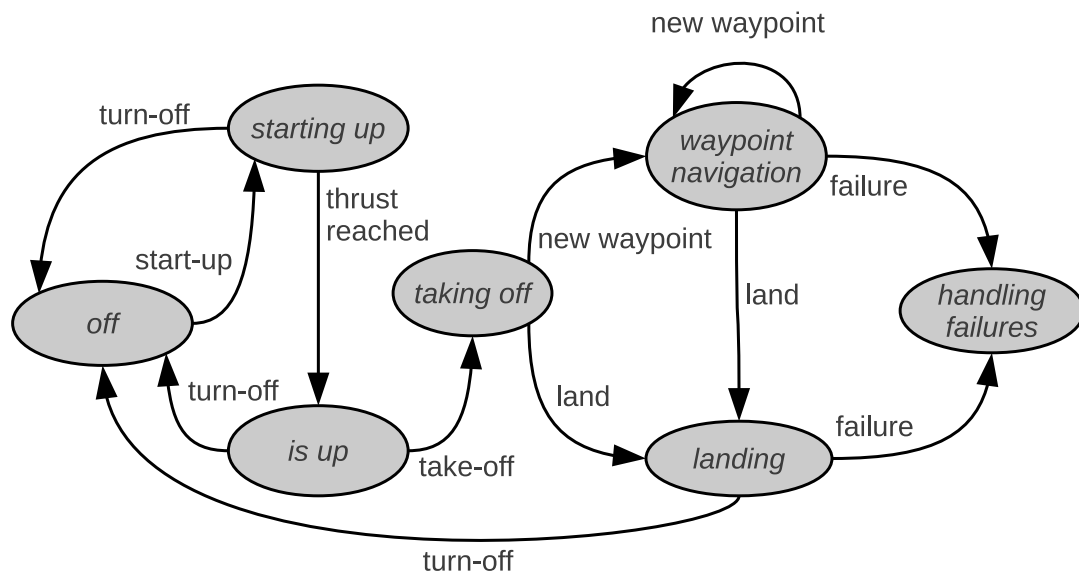 new waypoint
turn-off
starting up
waypoint
navigation
failure
thrust
reached
start-up
new waypoint
taking off
land
handling
failures
off
turn-off
land
is up
take-off
landing
failure
turn-off